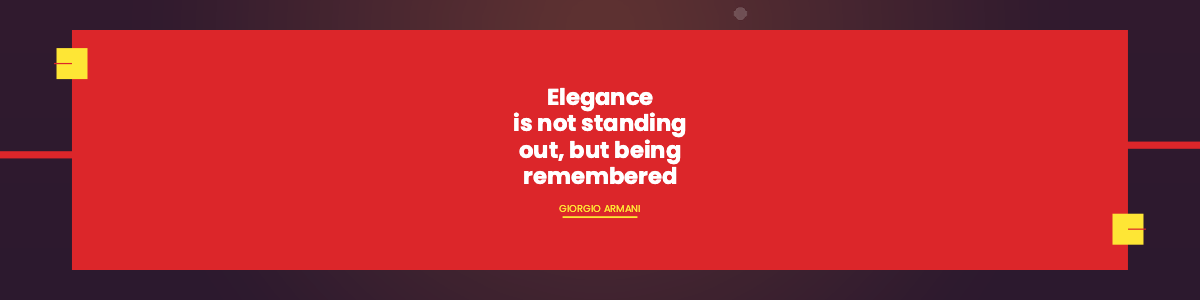 Elegance
is not standing
out, but being
remembered
GIORGIO ARMANI